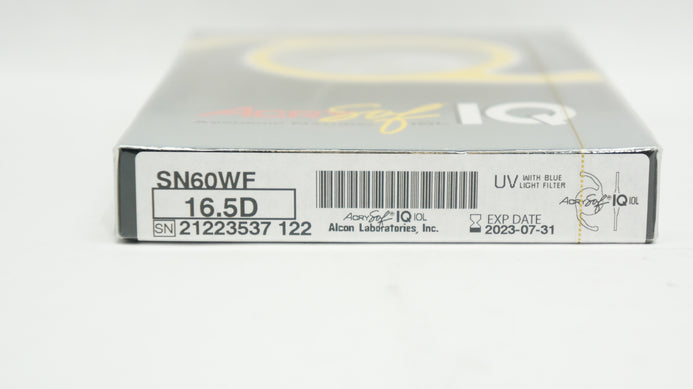 AcrySof IQ
SN60WF
16.5D
SN 21223537 122
AcrySof IQ IOL
Alcon Laboratories, Inc.
UV WITH BLUE
LIGHT FILTER
EXP DATE
2023-07-31
AcrySof IQ IOL